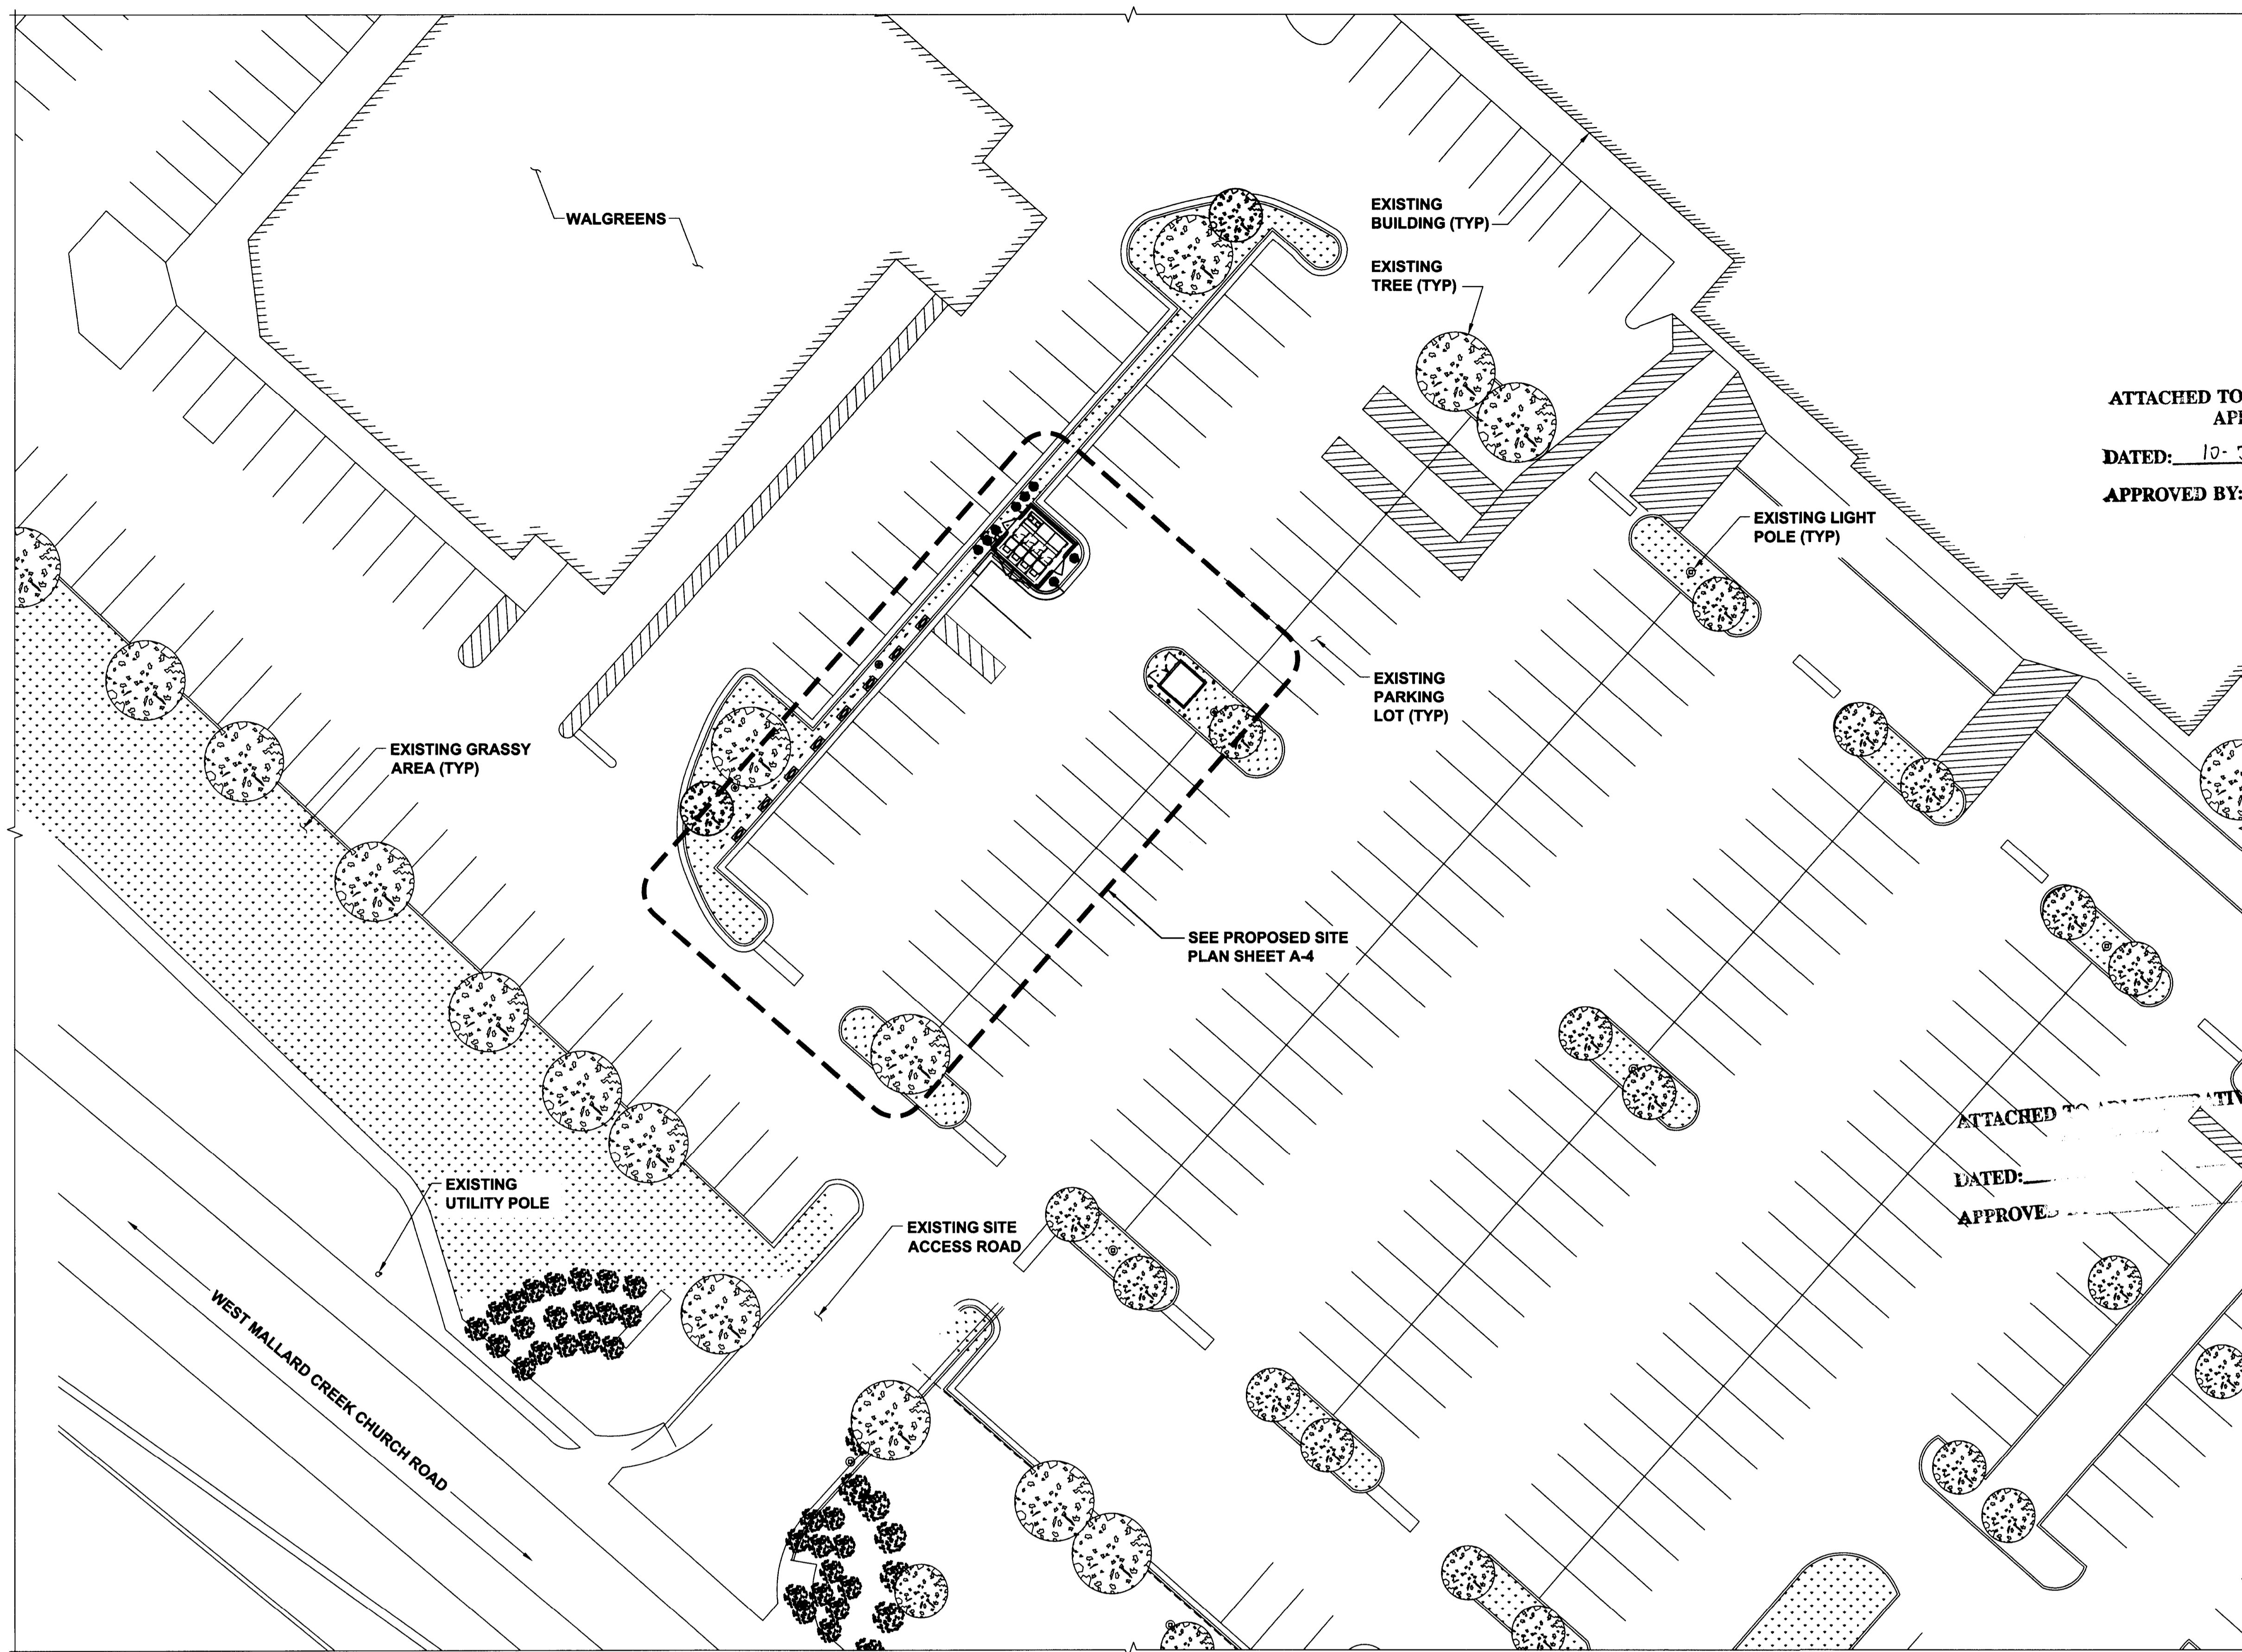 WALGREENS
EXISTING
BUILDING (TYP)
EXISTING
TREE (TYP)
ATTACHED TO
DATED: 10-
APPROVED BY:
EXISTING LIGHT
POLE (TYP)
EXISTING
PARKING
LOT (TYP)
EXISTING GRASSY
AREA (TYP)
SEE PROPOSED SITE
PLAN SHEET A-4
ATTACHED TO
DATED:
EXISTING
UTILITY POLE
EXISTING SITE
ACCESS ROAD
WEST MALLARD CREEK CHURCH ROAD